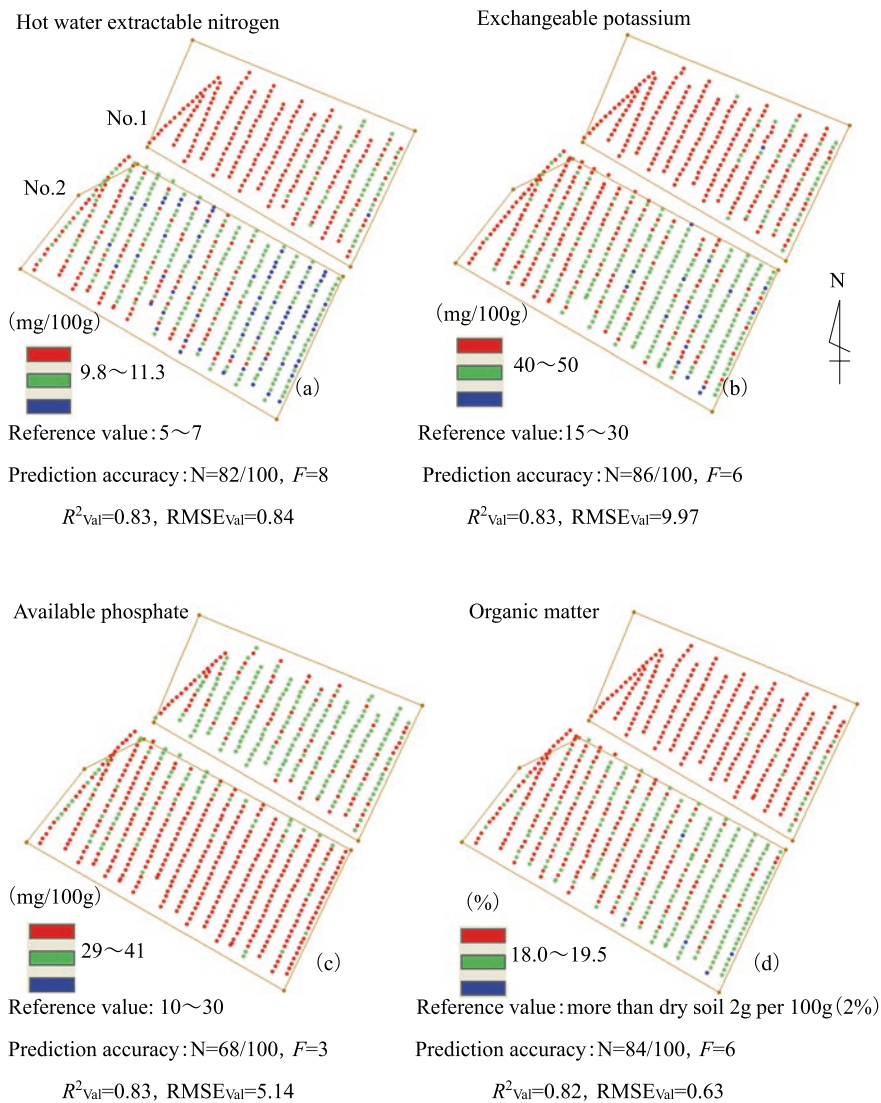 Hot water extractable nitrogen
No.1
No.2
(mg/100g)
9.8～11.3
(a)
Reference value：5～7
Prediction accuracy：N=82/100, F=8
R²Val=0.83, RMSEVal=0.84
Exchangeable potassium
N
(mg/100g)
40～50
(b)
Reference value:15～30
Prediction accuracy：N=86/100, F=6
R²Val=0.83, RMSEVal=9.97
Available phosphate
(mg/100g)
29～41
(c)
Reference value: 10～30
Prediction accuracy：N=68/100, F=3
R²Val=0.83, RMSEVal=5.14
Organic matter
(%)
18.0～19.5
(d)
Reference value：more than dry soil 2g per 100g(2%)
Prediction accuracy：N=84/100, F=6
R²Val=0.82, RMSEVal=0.63